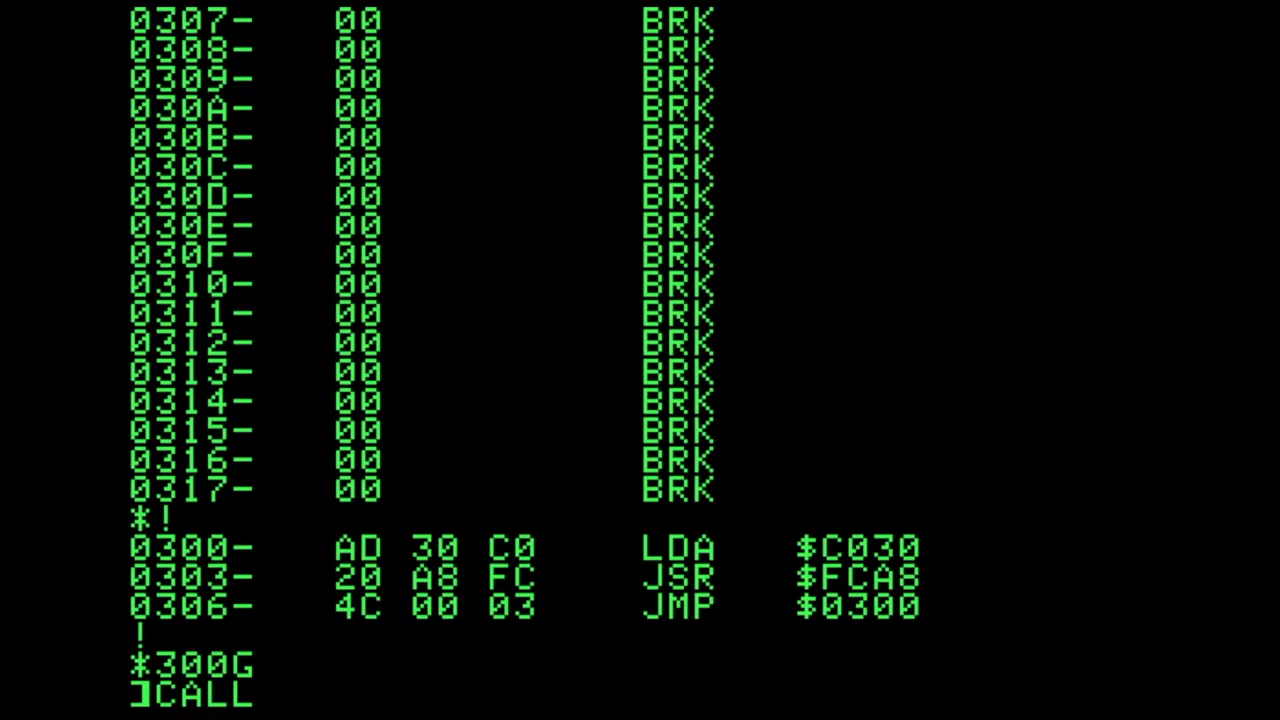 0307-   00          BRK
0308-   00          BRK
0309-   00          BRK
030A-   00          BRK
030B-   00          BRK
030C-   00          BRK
030D-   00          BRK
030E-   00          BRK
030F-   00          BRK
0310-   00          BRK
0311-   00          BRK
0312-   00          BRK
0313-   00          BRK
0314-   00          BRK
0315-   00          BRK
0316-   00          BRK
0317-   00          BRK
*!
0300-   AD 30 C0    LDA   $C030
0303-   20 A8 FC    JSR   $FCA8
0306-   4C 00 03    JMP   $0300
!
*300G
]CALL